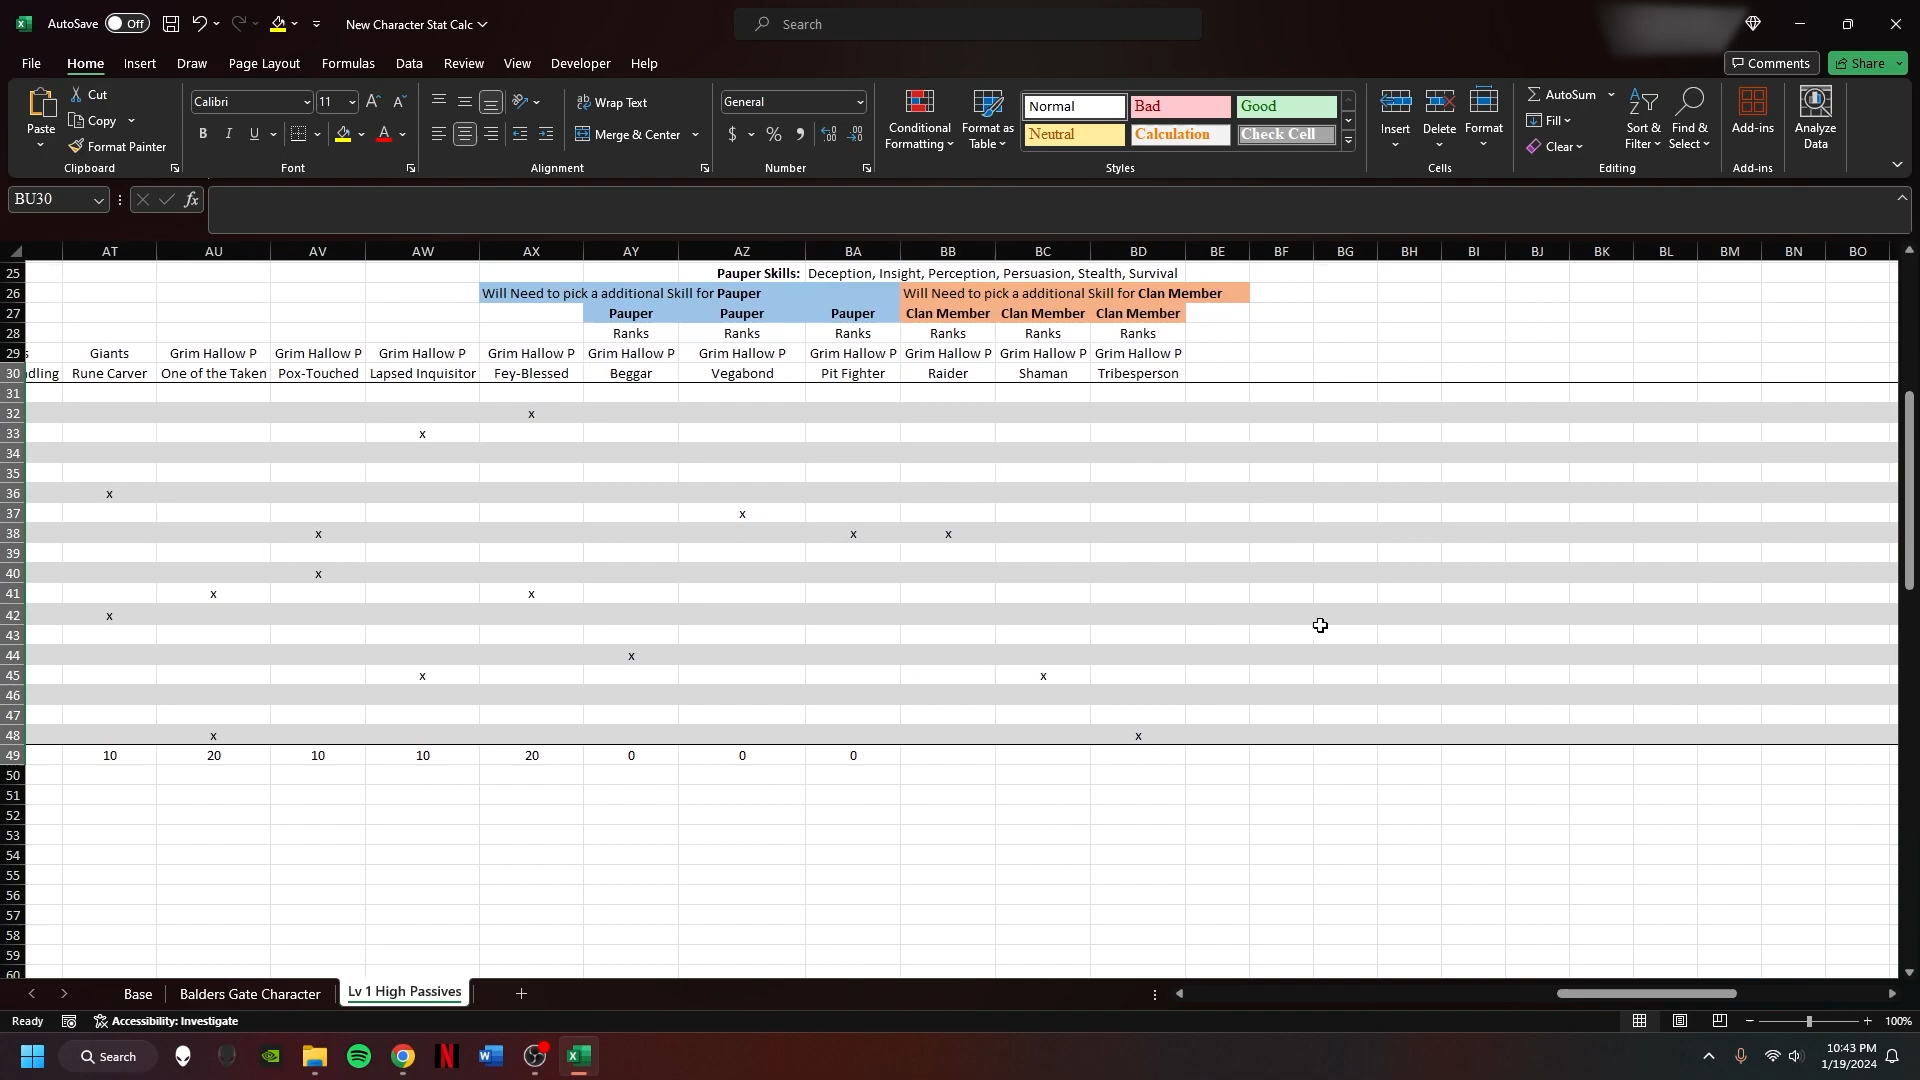 AutoSave Off New Character Stat Calc Search
File Home Insert Draw Page Layout Formulas Data Review View Developer Help Comments Share
Paste Cut Copy Format Painter Clipboard
Calibri 11 B I U Font
Wrap Text Merge & Center Alignment
General $ % Number
Conditional Formatting Format as Table
Normal Bad Good
Neutral Calculation Check Cell
Styles
Insert Delete Format Cells
AutoSum Fill Clear Sort & Filter Find & Select Editing
Add-ins Add-ins
Analyze Data
BU30 fx
AT AU AV AW AX AY AZ BA BB BC BD BE BF BG BH BI BJ BK BL BM BN BO
25 Pauper Skills: Deception, Insight, Perception, Persuasion, Stealth, Survival
26 Will Need to pick a additional Skill for Pauper Will Need to pick a additional Skill for Clan Member
27 Pauper Pauper Pauper Clan Member Clan Member Clan Member
28 Ranks Ranks Ranks Ranks Ranks Ranks
29 Giants Grim Hallow P Grim Hallow P Grim Hallow P Grim Hallow P Grim Hallow P Grim Hallow P Grim Hallow P Grim Hallow P Grim Hallow P Grim Hallow P
30 dling Rune Carver One of the Taken Pox-Touched Lapsed Inquisitor Fey-Blessed Beggar Vegabond Pit Fighter Raider Shaman Tribesperson
31
32 x
33 x
34
35
36 x
37 x
38 x x x
39
40 x
41 x x
42 x
43
44 x
45 x x
46
47
48 x x
49 10 20 10 10 20 0 0 0
50
51
52
53
54
55
56
57
58
59
60
Base Balders Gate Character Lv 1 High Passives
Ready Accessibility: Investigate 100%
Search 10:43 PM
1/19/2024